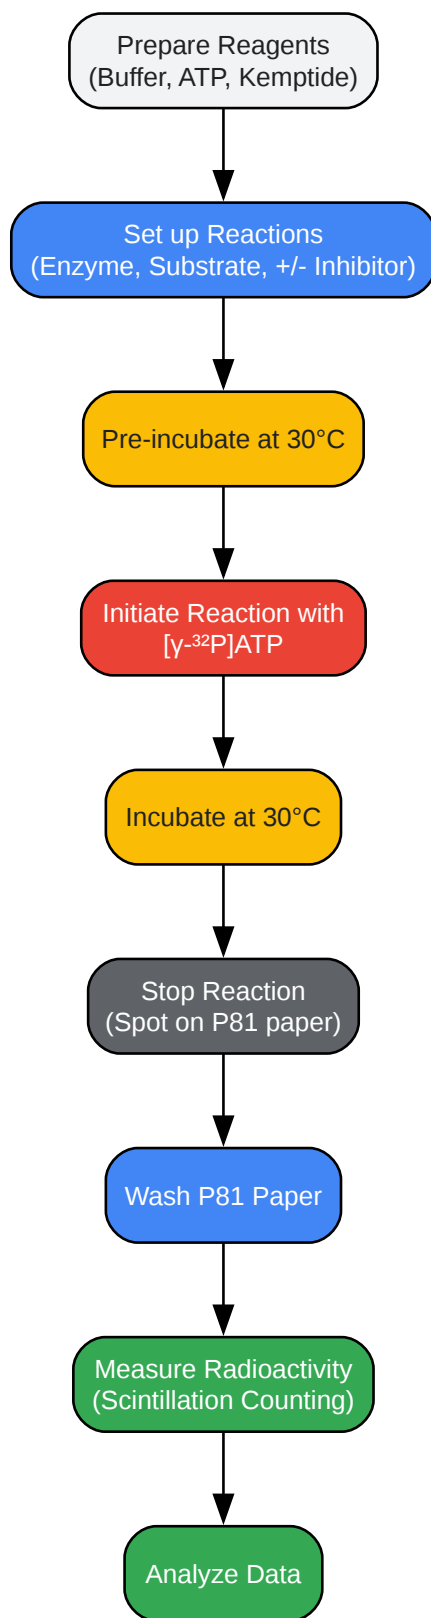 Prepare Reagents
(Buffer, ATP, Kemptide)
Set up Reactions
(Enzyme, Substrate, +/- Inhibitor)
Pre-incubate at 30°C
Initiate Reaction with
[γ-³²P]ATP
Incubate at 30°C
Stop Reaction
(Spot on P81 paper)
Wash P81 Paper
Measure Radioactivity
(Scintillation Counting)
Analyze Data